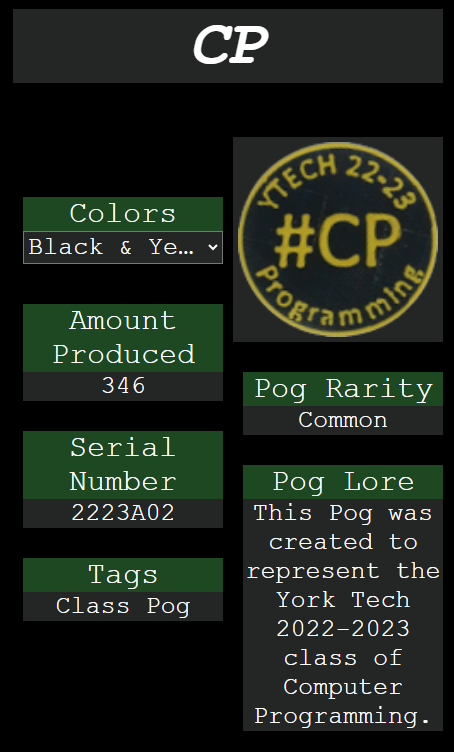 CP
Colors
Black & Ye…
Amount
Produced
346
Serial
Number
2223A02
Tags
Class Pog
YTECH 22-23
#CP
Programming
Pog Rarity
Common
Pog Lore
This Pog was
created to
represent the
York Tech
2022-2023
class of
Computer
Programming.